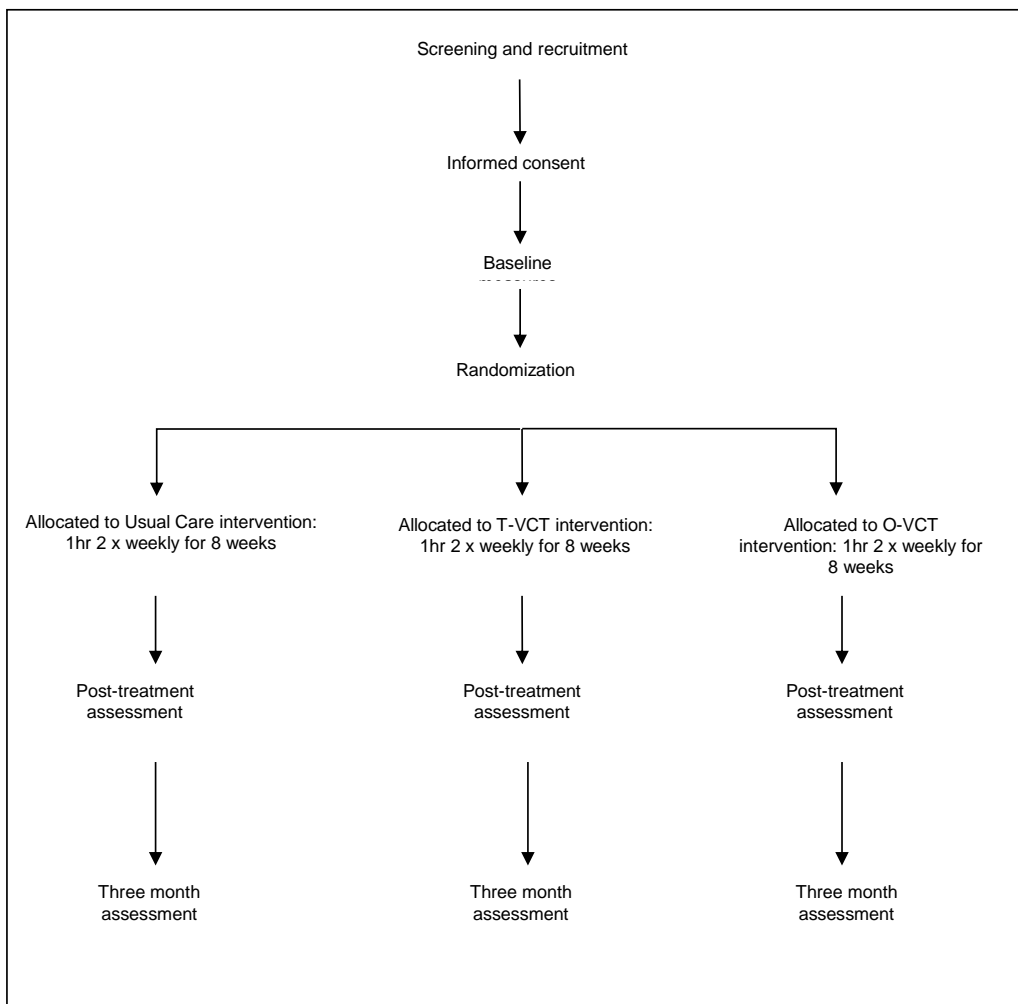 Screening and recruitment
Informed consent
Baseline
Randomization
Allocated to Usual Care intervention:
1hr 2 x weekly for 8 weeks
Allocated to T-VCT intervention:
1hr 2 x weekly for 8 weeks
Allocated to O-VCT
intervention: 1hr 2 x weekly for
8 weeks
Post-treatment
assessment
Post-treatment
assessment
Post-treatment
assessment
Three month
assessment
Three month
assessment
Three month
assessment